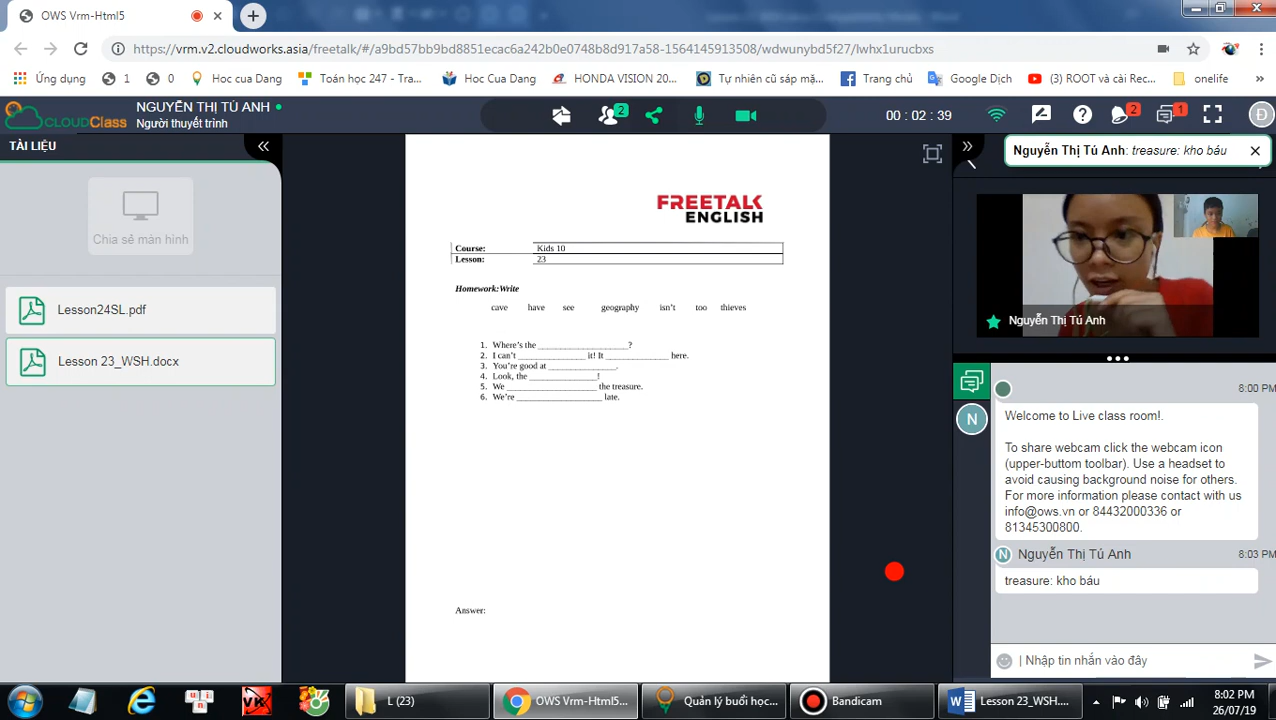 OWS Vrm-Html5
https://vrm.v2.cloudworks.asia/freetalk/#/a9bd57bb9bd8851ecac6a242b0e0748b8d917a58-1564145913508/wdwunybd5f27/lwhx1urucbxs
Ứng dụng 1 0 Hoc cua Dang Toán học 247 - Tra... Học Cua Dang HONDA VISION 20... Tự nhiên cũ sáp mặ... Trang chủ Google Dịch (3) ROOT và cài Rec... onelife »
CLOUDClass
NGUYỄN THỊ TÚ ANH
Người thuyết trình
2
00 : 02 : 39
2
1
Đ
TÀI LIỆU
Chia sẻ màn hình
Lesson24SL.pdf
Lesson 23_WSH.docx
FREETALK
ENGLISH
Course: Kids 10
Lesson: 23
Homework:Write
cave have see geography isn't too thieves
1. Where's the ____________________?
2. I can't _______________ it! It ______________ here.
3. You're good at _______________.
4. Look, the _______________!
5. We ____________________ the treasure.
6. We're ___________________ late.
Answer:
Nguyễn Thị Tú Anh: treasure: kho báu
Nguyễn Thị Tú Anh
8:00 PM
N
Welcome to Live class room!.
To share webcam click the webcam icon
(upper-buttom toolbar). Use a headset to
avoid causing background noise for others.
For more information please contact with us
info@ows.vn or 84432000336 or
81345300800.
N Nguyễn Thị Tú Anh 8:03 PM
treasure: kho báu
Nhập tin nhắn vào đây
L (23)
OWS Vrm-Html5...
Quản lý buổi học...
Bandicam
Lesson 23_WSH....
8:02 PM
26/07/19